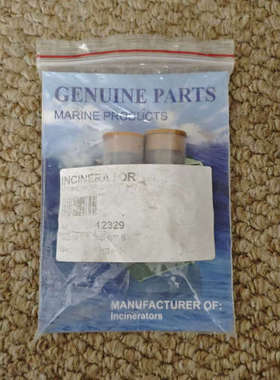 GENUINE PARTS
MARINE PRODUCTS
INCINERATOR
12329
MANUFACTURER OF:
Incinerators